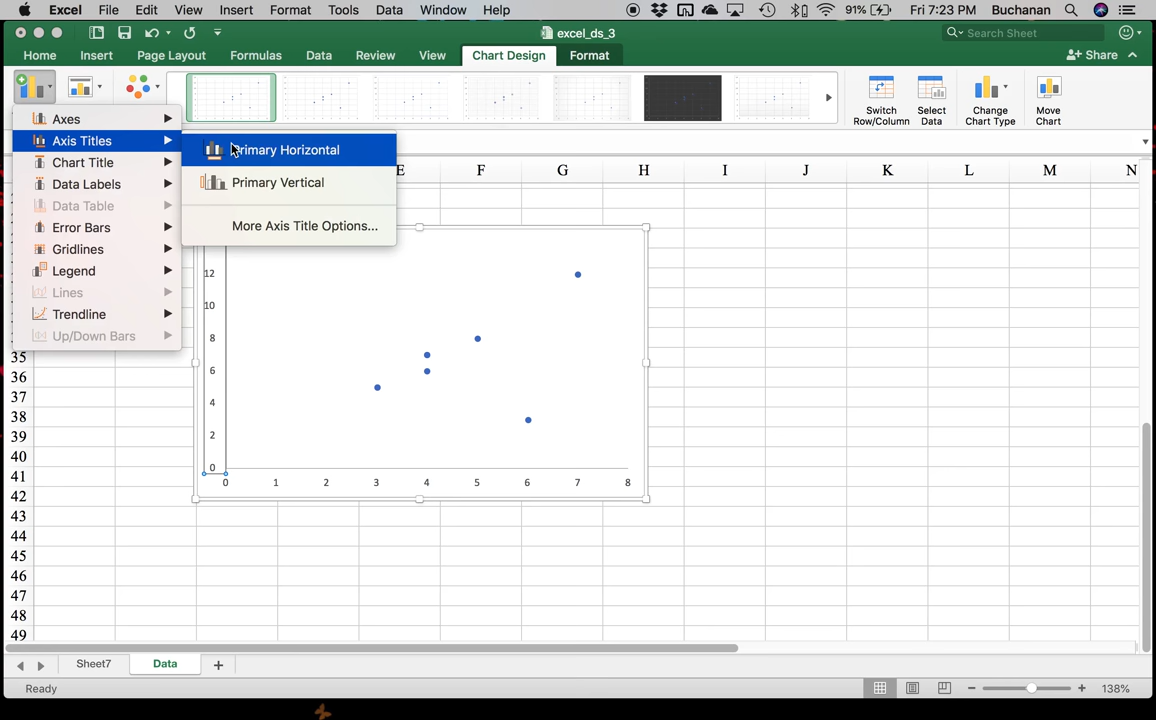 Excel File Edit View Insert Format Tools Data Window Help 91% Fri 7:23 PM Buchanan
excel_ds_3 Search Sheet
Home Insert Page Layout Formulas Data Review View Chart Design Format Share
Switch Row/Column
Select Data
Change Chart Type
Move Chart
Axes
Axis Titles
Chart Title
Data Labels
Data Table
Error Bars
Gridlines
Legend
Lines
Trendline
Up/Down Bars
Primary Horizontal
Primary Vertical
More Axis Title Options...
E F G H I J K L M N
12
10
8
6
4
2
0
0 1 2 3 4 5 6 7 8
35
36
37
38
39
40
41
42
43
44
45
46
47
48
49
Sheet7 Data +
Ready 138%